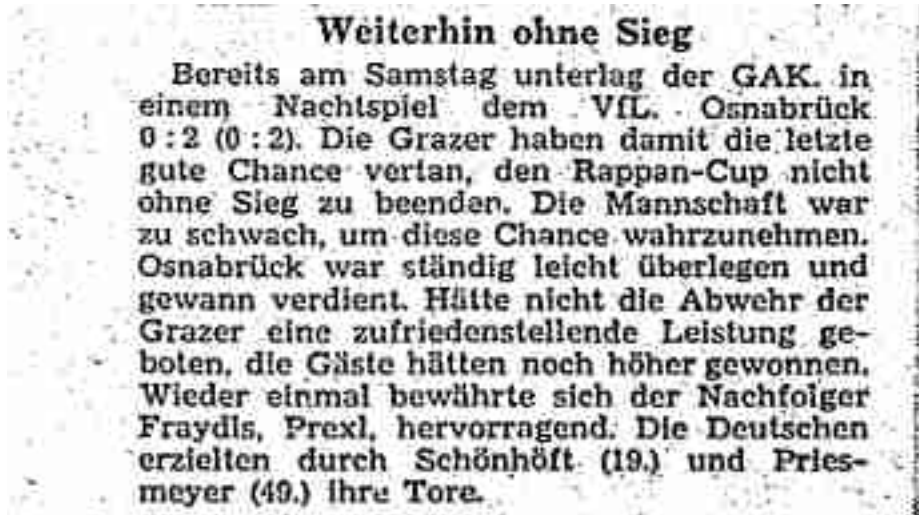 Weiterhin ohne Sieg
Bereits am Samstag unterlag der GAK. in
einem Nachtspiel dem VfL. Osnabrück
0 : 2 (0 : 2). Die Grazer haben damit die letzte
gute Chance vertan, den Rappan-Cup nicht
ohne Sieg zu beenden. Die Mannschaft war
zu schwach, um diese Chance wahrzunehmen.
Osnabrück war ständig leicht überlegen und
gewann verdient. Hätte nicht die Abwehr der
Grazer eine zufriedenstellende Leistung ge-
boten, die Gäste hätten noch höher gewonnen.
Wieder einmal bewährte sich der Nachfolger
Fraydls, Prexl, hervorragend. Die Deutschen
erzielten durch Schönhöft (19.) und Pries-
meyer (49.) ihre Tore.